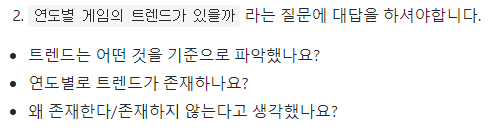 2. 연도별 게임의 트렌드가 있을까 라는 질문에 대답을 하셔야합니다.
• 트렌드는 어떤 것을 기준으로 파악했나요?
• 연도별로 트렌드가 존재하나요?
• 왜 존재한다/존재하지 않는다고 생각했나요?